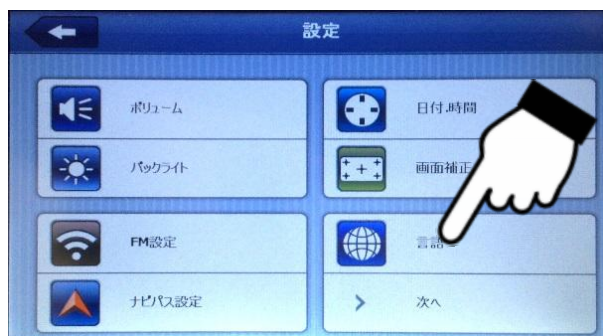 設定
ボリューム
日付.時間
バックライト
画面補正
FM設定
言語
ナビパス設定
次へ